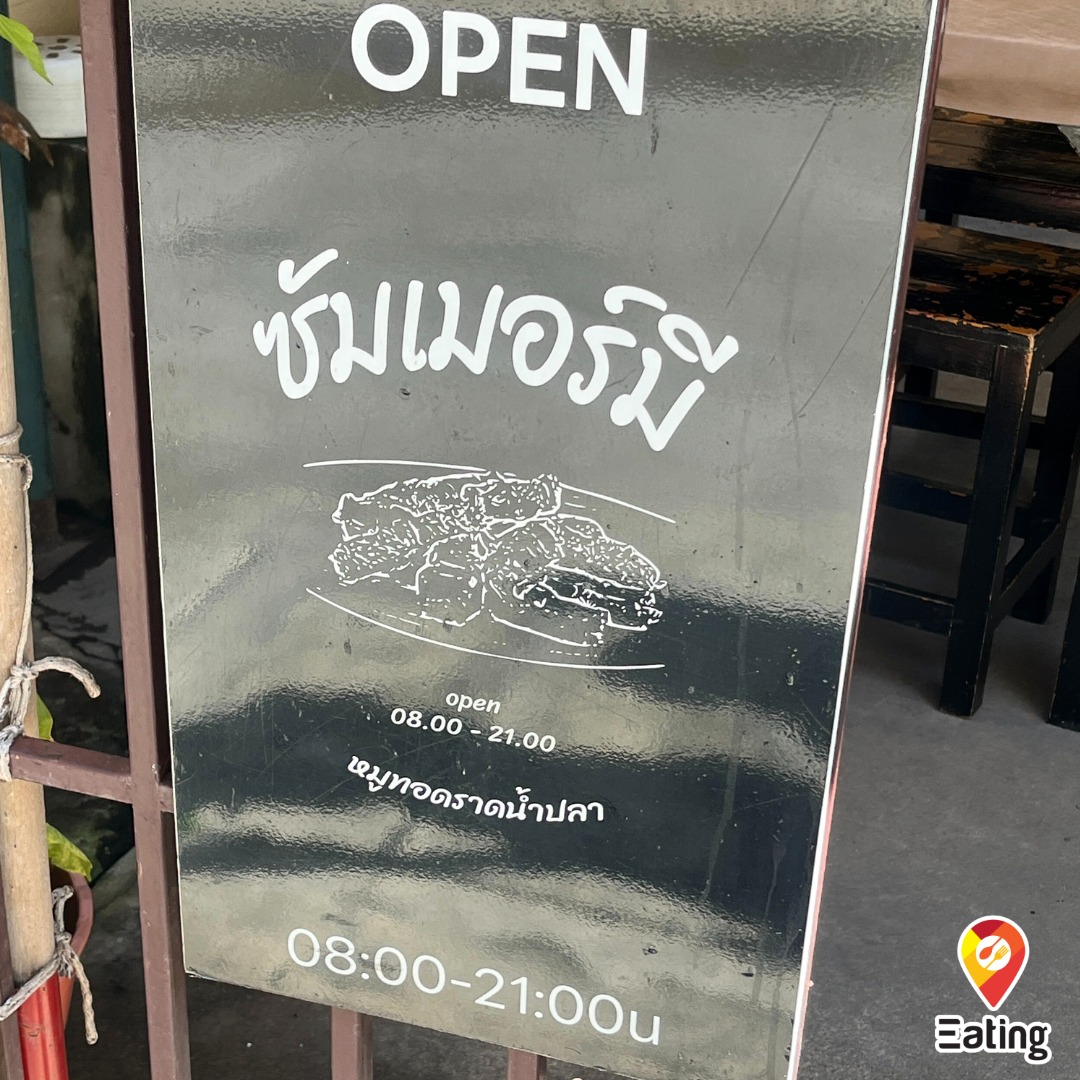 OPEN
ซุ้มเมอร์มี
open
08.00 - 21.00
หมูทอดราดน้ำปลา
08:00-21:00น
Eating